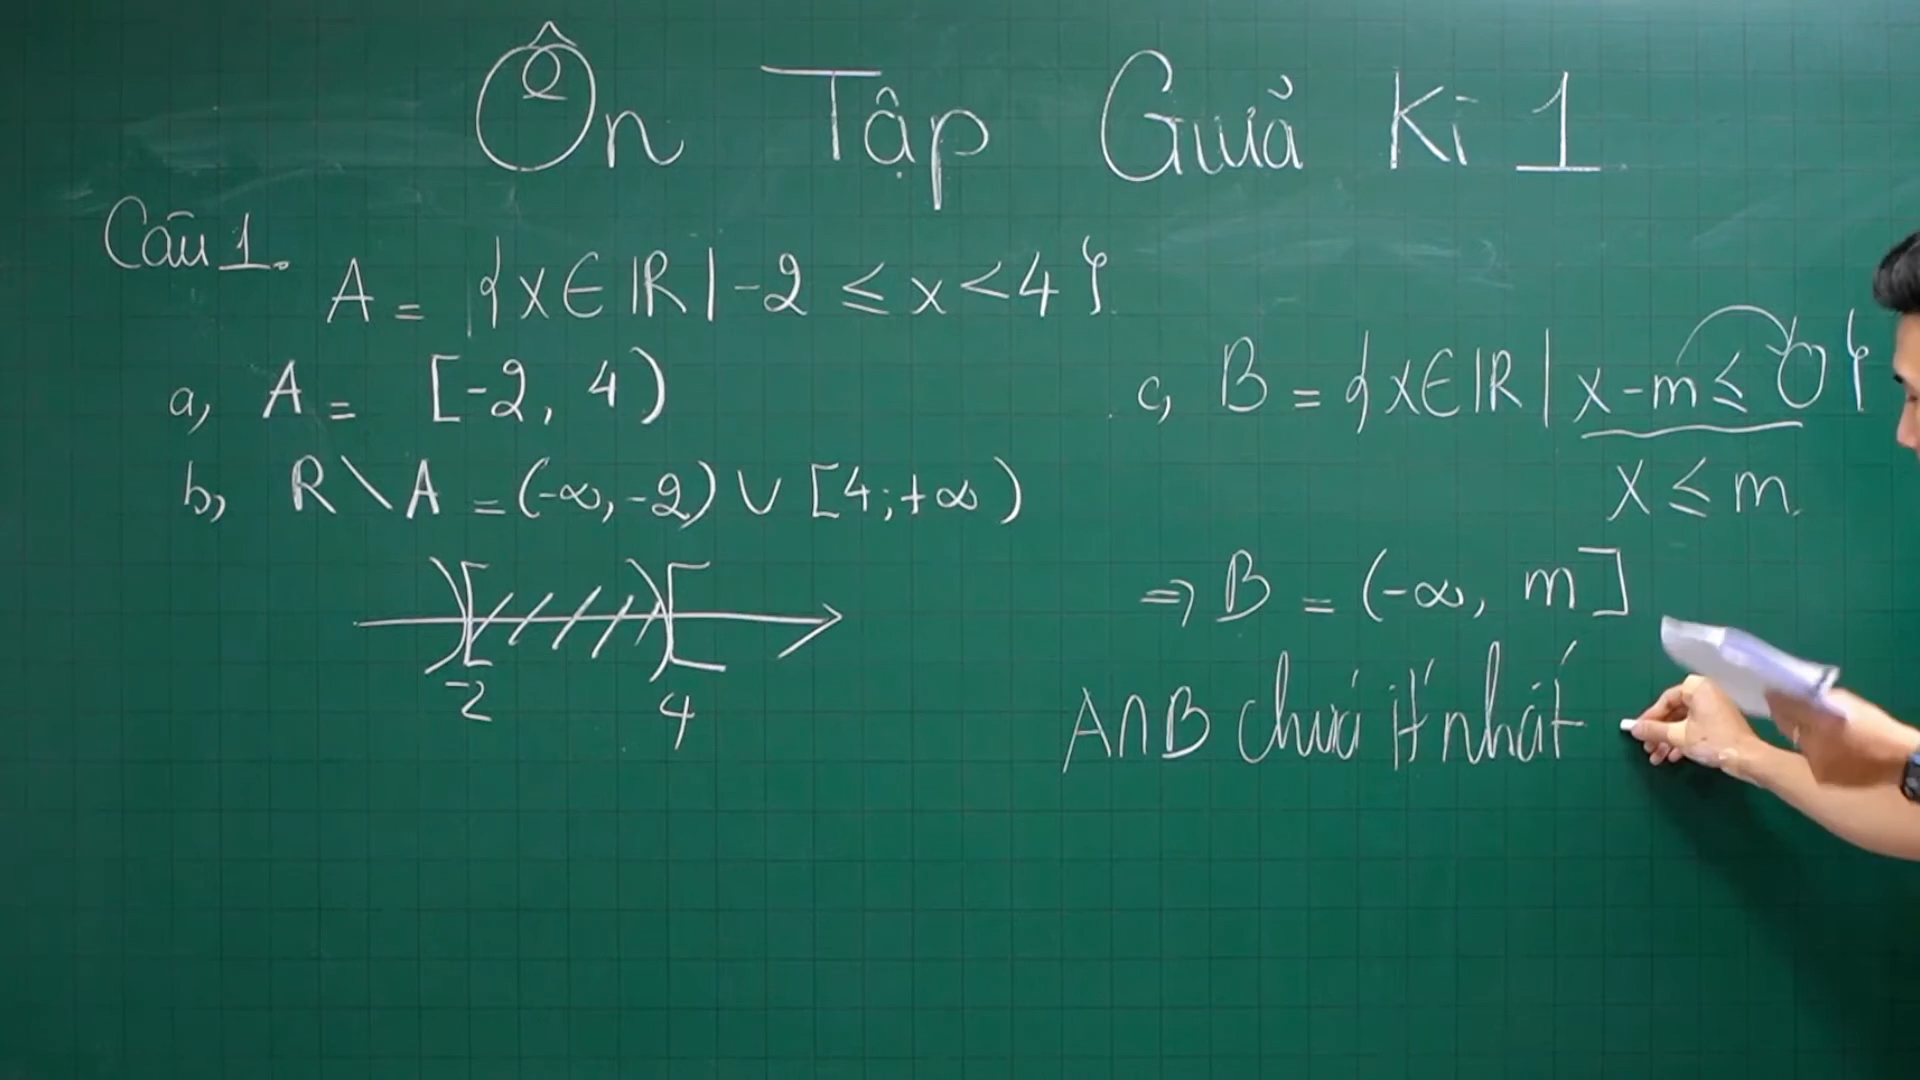 Ôn Tập Giữa Kì 1
Câu 1.
A = {x ∈ ℝ | -2 ≤ x < 4}
a, A = [-2, 4)
b, R \ A = (-∞, -2) ∪ [4; +∞)
-2 4
c, B = {x ∈ ℝ | x - m ≤ 0}
x ≤ m
⇒ B = (-∞, m]
A∩B chứa ít nhất